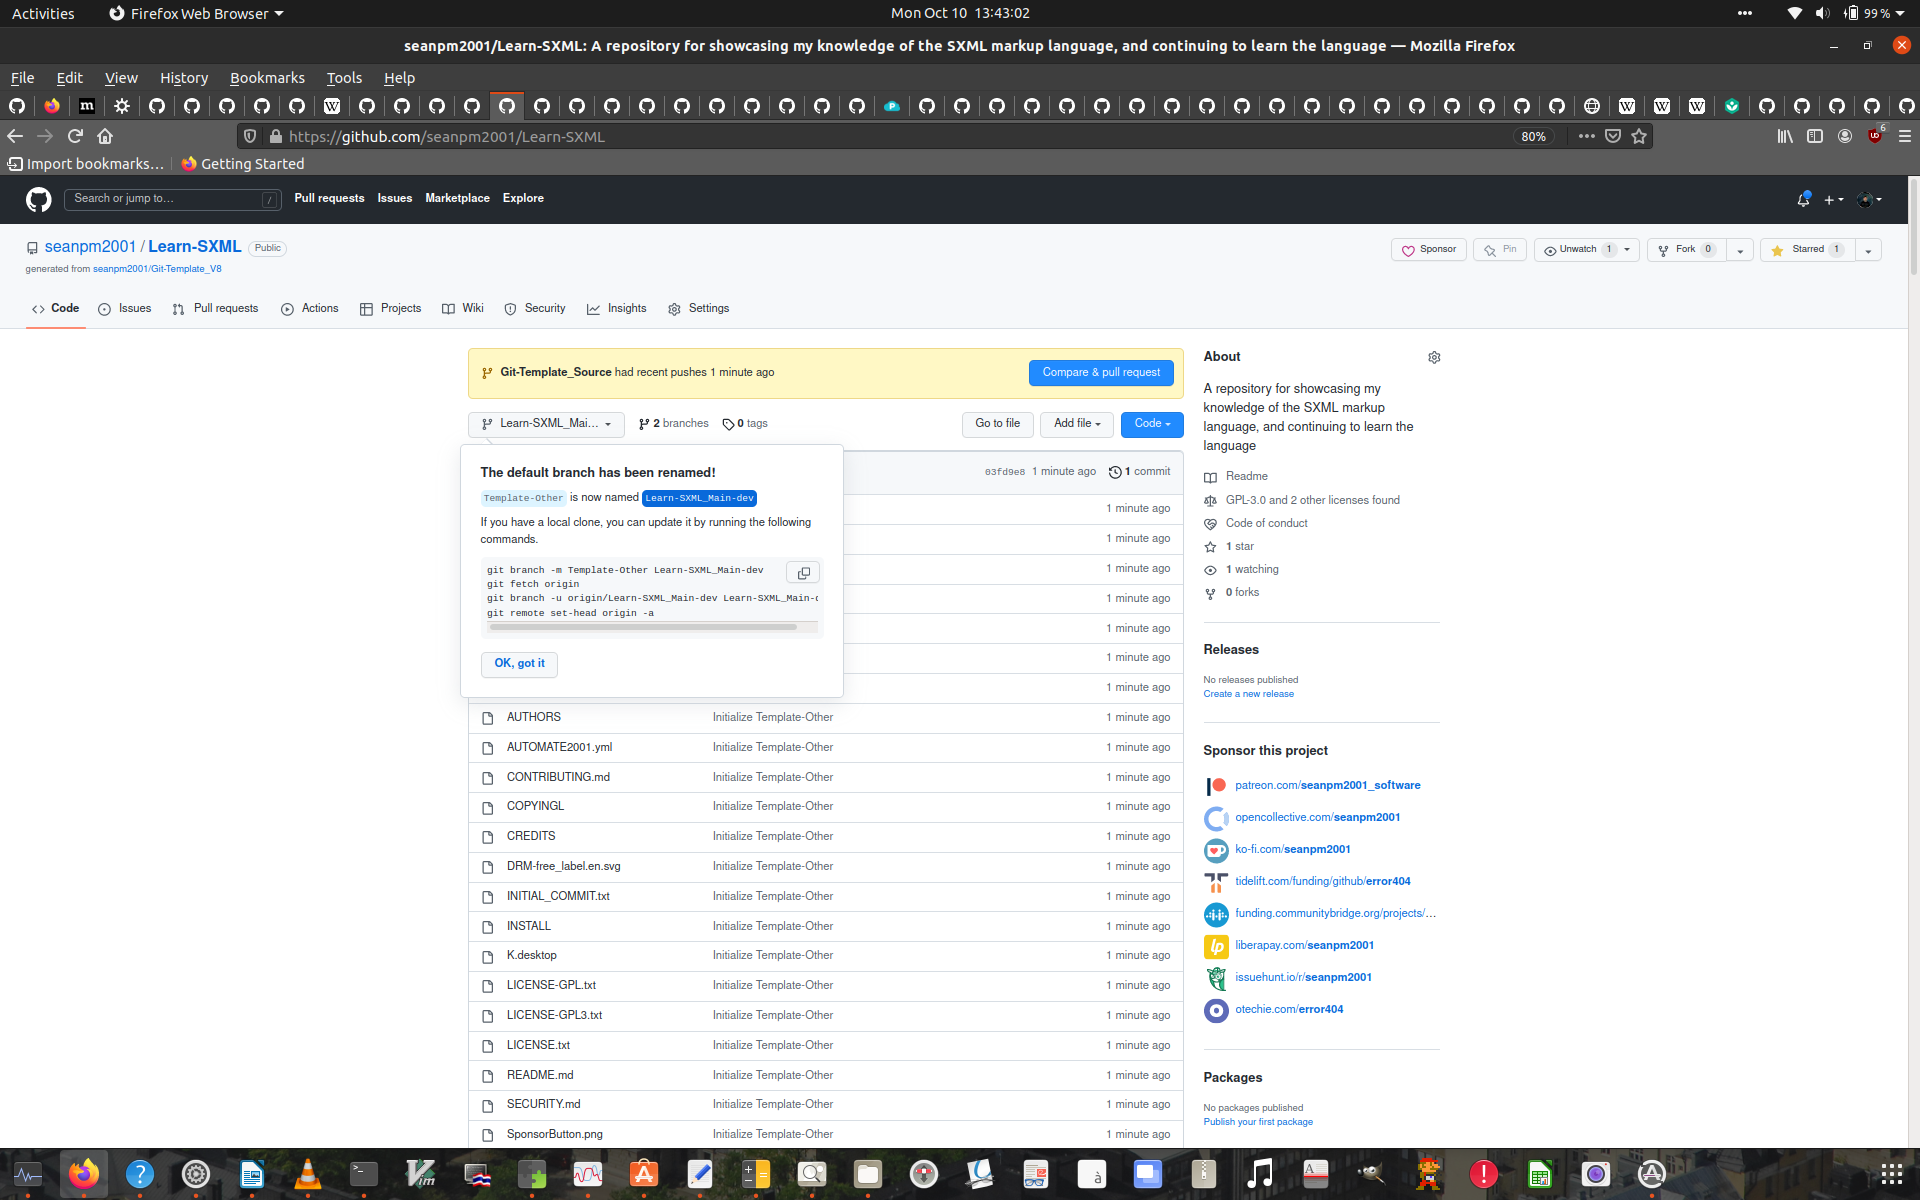 Activities
Firefox Web Browser
Mon Oct 10 13:43:02
99 %
seanpm2001/Learn-SXML: A repository for showcasing my knowledge of the SXML markup language, and continuing to learn the language — Mozilla Firefox
File Edit View History Bookmarks Tools Help
https://github.com/seanpm2001/Learn-SXML
80%
6
Import bookmarks…
Getting Started
Search or jump to…
/
Pull requests Issues Marketplace Explore
seanpm2001 / Learn-SXML
Public
Sponsor
Pin
Unwatch 1
Fork 0
Starred 1
generated from seanpm2001/Git-Template_V8
Code Issues Pull requests Actions Projects Wiki Security Insights Settings
Git-Template_Source had recent pushes 1 minute ago
Compare & pull request
Learn-SXML_Mai…
2 branches
0 tags
Go to file
Add file
Code
The default branch has been renamed!
Template-Other is now named Learn-SXML_Main-dev
If you have a local clone, you can update it by running the following
commands.
git branch -m Template-Other Learn-SXML_Main-dev
git fetch origin
git branch -u origin/Learn-SXML_Main-dev Learn-SXML_Main-d
git remote set-head origin -a
OK, got it
03fd9e8 1 minute ago 1 commit
1 minute ago
1 minute ago
1 minute ago
1 minute ago
1 minute ago
1 minute ago
1 minute ago
AUTHORS Initialize Template-Other 1 minute ago
AUTOMATE2001.yml Initialize Template-Other 1 minute ago
CONTRIBUTING.md Initialize Template-Other 1 minute ago
COPYINGL Initialize Template-Other 1 minute ago
CREDITS Initialize Template-Other 1 minute ago
DRM-free_label.en.svg Initialize Template-Other 1 minute ago
INITIAL_COMMIT.txt Initialize Template-Other 1 minute ago
INSTALL Initialize Template-Other 1 minute ago
K.desktop Initialize Template-Other 1 minute ago
LICENSE-GPL.txt Initialize Template-Other 1 minute ago
LICENSE-GPL3.txt Initialize Template-Other 1 minute ago
LICENSE.txt Initialize Template-Other 1 minute ago
README.md Initialize Template-Other 1 minute ago
SECURITY.md Initialize Template-Other 1 minute ago
SponsorButton.png Initialize Template-Other 1 minute ago
About
A repository for showcasing my
knowledge of the SXML markup
language, and continuing to learn the
language
Readme
GPL-3.0 and 2 other licenses found
Code of conduct
1 star
1 watching
0 forks
Releases
No releases published
Create a new release
Sponsor this project
patreon.com/seanpm2001_software
opencollective.com/seanpm2001
ko-fi.com/seanpm2001
tidelift.com/funding/github/error404
funding.communitybridge.org/projects/…
liberapay.com/seanpm2001
issuehunt.io/r/seanpm2001
otechie.com/error404
Packages
No packages published
Publish your first package